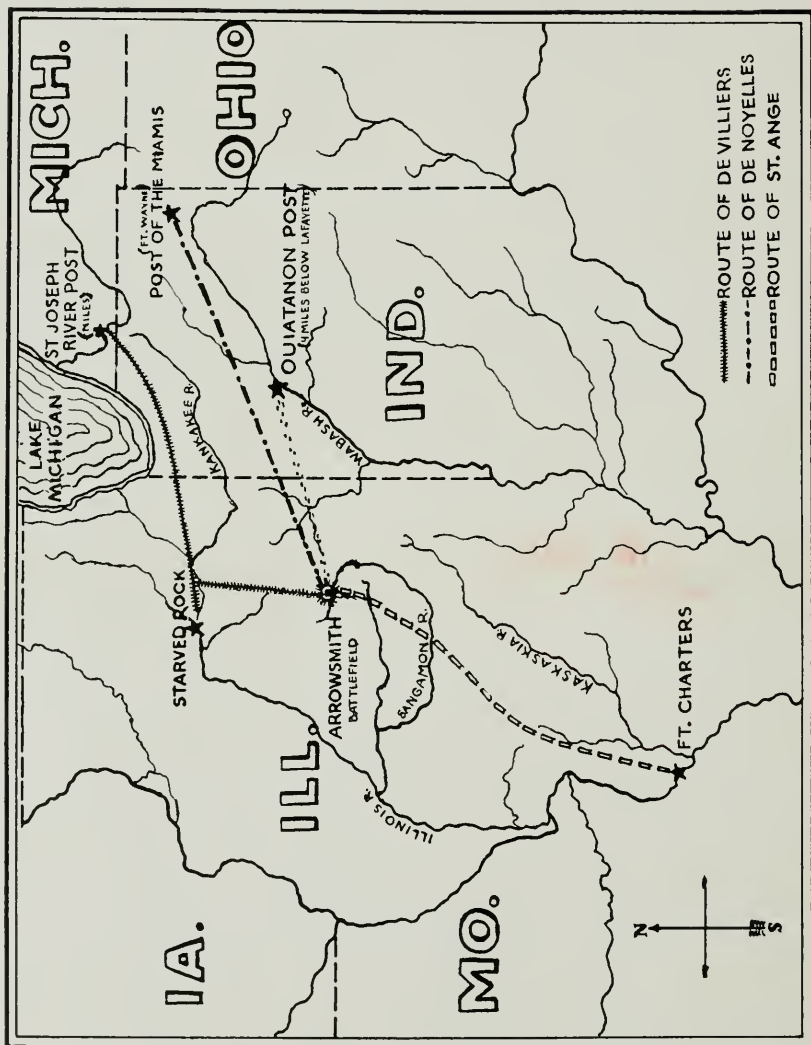 IA.
MO.
ILL.
IND.
MICH.
OHIO
LAKE
MICHIGAN
ST JOSEPH
RIVER POST
(NILES)
(FT. WAYNE)
POST OF THE MIAMIS
KANKAKEE R.
STARVED ROCK
OUIATANON POST
(4 MILES BELOW LAFAYETTE)
WABASH R.
ARROWSMITH
BATTLEFIELD
SANGAMON R.
ILLINOIS R.
KASKASKIA R
FT. CHARTERS
N
S
ROUTE OF DE VILLIERS
ROUTE OF DE NOYELLES
ROUTE OF ST. ANGE